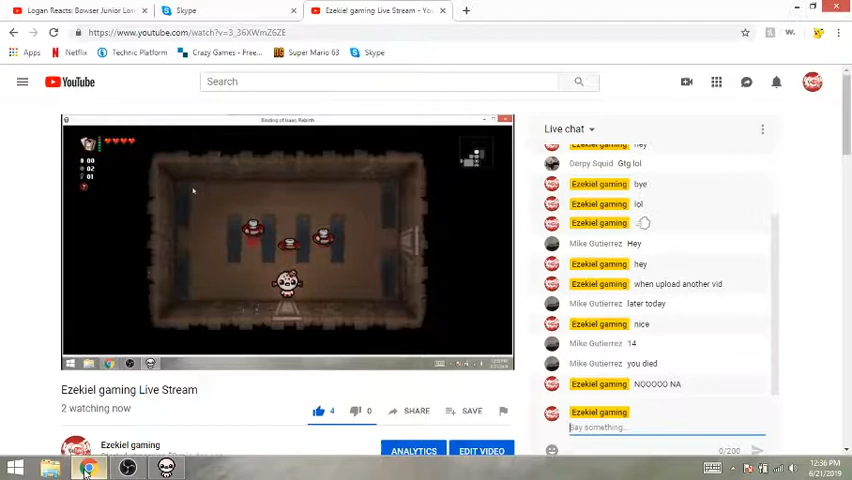 Logan Reacts: Bowser Junior Los
Skype
Ezekiel gaming Live Stream - Yo
https://www.youtube.com/watch?v=3_36XWmZ6ZE
Apps
Netflix
Technic Platform
Crazy Games - Free...
Super Mario 63
Skype
YouTube
Search
Binding of Isaac: Rebirth
00
02
01
Live chat
Ezekiel gaming hey
Derpy Squid Gtg lol
Ezekiel gaming bye
Ezekiel gaming lol
Ezekiel gaming
Mike Gutierrez Hey
Ezekiel gaming hey
Ezekiel gaming when upload another vid
Mike Gutierrez later today
Ezekiel gaming nice
Mike Gutierrez 14
Mike Gutierrez you died
Ezekiel gaming NOOOOO NA
Ezekiel gaming
Say something...
0/200
Ezekiel gaming Live Stream
2 watching now
4
0
SHARE
SAVE
Ezekiel gaming
ANALYTICS
EDIT VIDEO
12:36 PM
6/21/2019